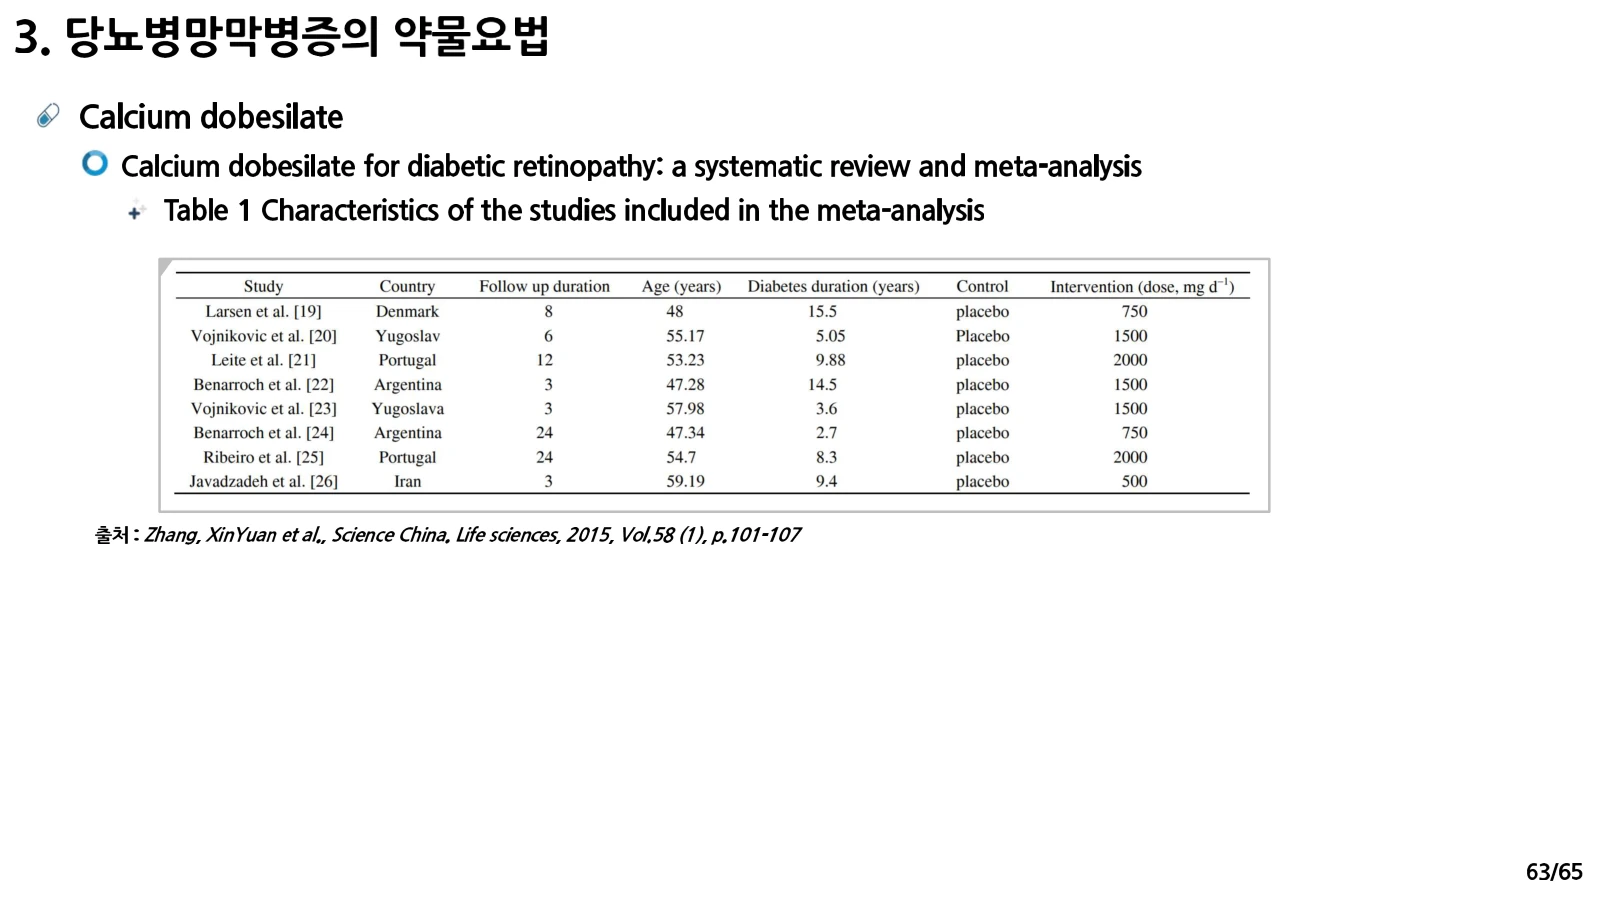 3. 당뇨병망막병증의 약물요법
Calcium dobesilate
Calcium dobesilate for diabetic retinopathy: a systematic review and meta-analysis
Table 1 Characteristics of the studies included in the meta-analysis
Study Country Follow up duration Age (years) Diabetes duration (years) Control Intervention (dose, mg d⁻¹)
Larsen et al. [19] Denmark 8 48 15.5 placebo 750
Vojnikovic et al. [20] Yugoslav 6 55.17 5.05 Placebo 1500
Leite et al. [21] Portugal 12 53.23 9.88 placebo 2000
Benarroch et al. [22] Argentina 3 47.28 14.5 placebo 1500
Vojnikovic et al. [23] Yugoslava 3 57.98 3.6 placebo 1500
Benarroch et al. [24] Argentina 24 47.34 2.7 placebo 750
Ribeiro et al. [25] Portugal 24 54.7 8.3 placebo 2000
Javadzadeh et al. [26] Iran 3 59.19 9.4 placebo 500
출처 : Zhang, XinYuan et al., Science China. Life sciences, 2015, Vol.58 (1), p.101-107
63/65